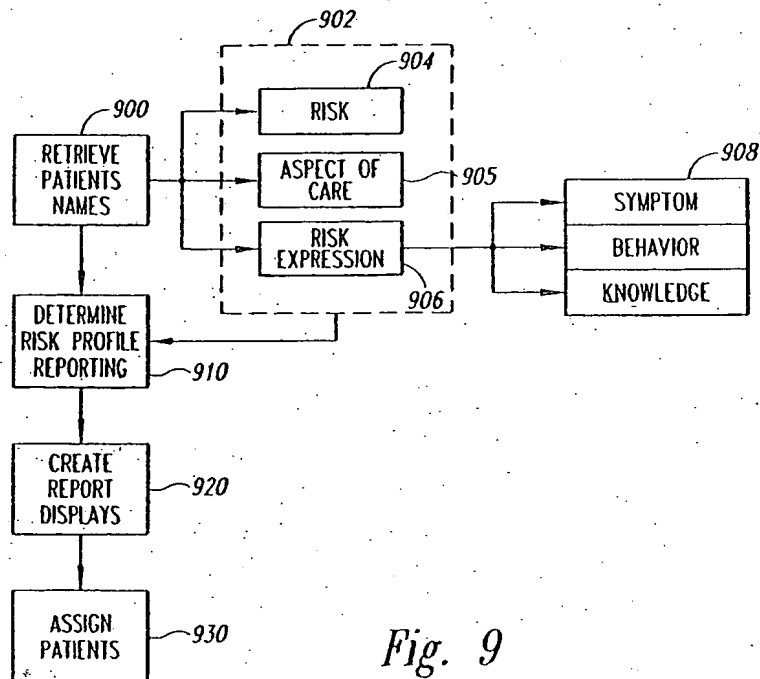 902
904
900
RISK
RETRIEVE
PATIENTS
NAMES
ASPECT OF
CARE
905
908
SYMPTOM
RISK
EXPRESSION
BEHAVIOR
906
KNOWLEDGE
DETERMINE
RISK PROFILE
REPORTING
910
CREATE
REPORT
DISPLAYS
920
ASSIGN
PATIENTS
930
Fig. 9